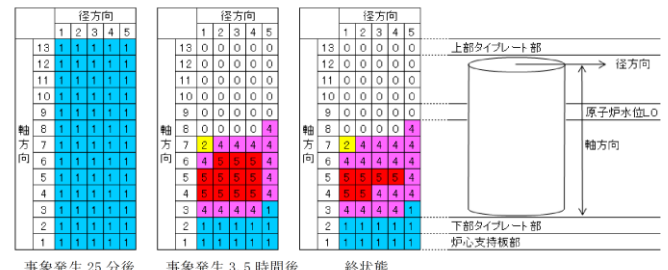 径方向
1 2 3 4 5
13 1 1 1 1 1
12 1 1 1 1 1
11 1 1 1 1 1
10 1 1 1 1 1
9 1 1 1 1 1
8 1 1 1 1 1
7 1 1 1 1 1
6 1 1 1 1 1
5 1 1 1 1 1
4 1 1 1 1 1
3 1 1 1 1 1
2 1 1 1 1 1
1 1 1 1 1 1
軸方向
事象発生 25 分後
径方向
1 2 3 4 5
13 0 0 0 0 0
12 0 0 0 0 0
11 0 0 0 0 0
10 0 0 0 0 0
9 0 0 0 0 0
8 0 0 0 0 4
7 2 4 4 4 4
6 4 5 5 5 4
5 5 5 5 5 4
4 5 5 5 5 4
3 4 4 4 4 1
2 1 1 1 1 1
1 1 1 1 1 1
軸方向
事象発生 3.5 時間後
径方向
1 2 3 4 5
13 0 0 0 0 0
12 0 0 0 0 0
11 0 0 0 0 0
10 0 0 0 0 0
9 0 0 0 0 0
8 0 0 0 0 4
7 2 4 4 4 4
6 4 4 4 4 4
5 5 5 5 5 4
4 5 5 4 4 4
3 4 4 4 4 1
2 1 1 1 1 1
1 1 1 1 1 1
軸方向
終状態
上部タイプレート部
径方向
原子炉水位L0
軸方向
下部タイプレート部
炉心支持板部